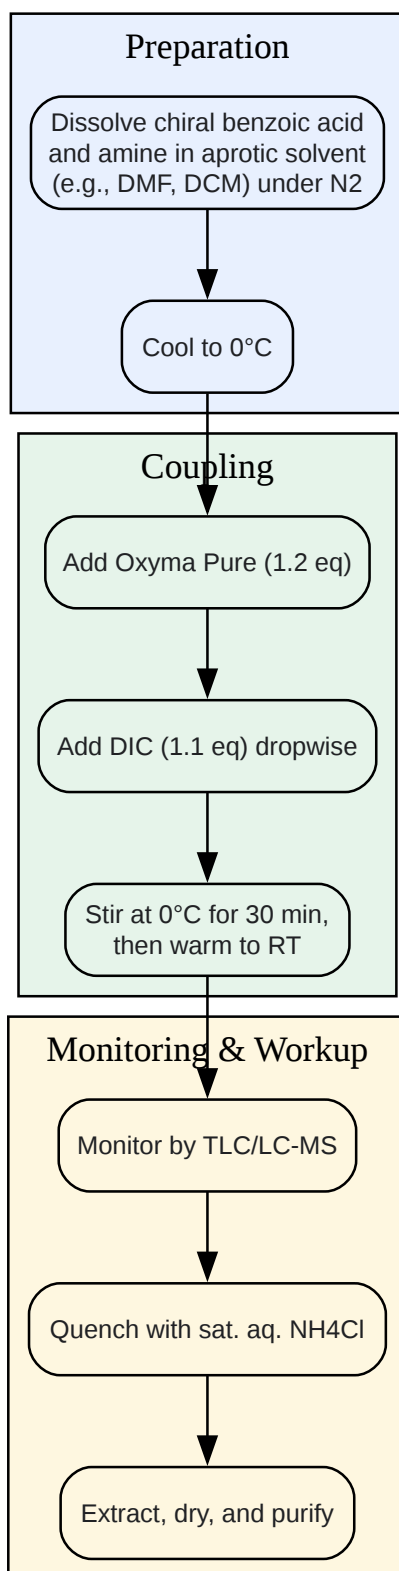 Preparation
Dissolve chiral benzoic acid
and amine in aprotic solvent
(e.g., DMF, DCM) under N2
Cool to 0°C
Coupling
Add Oxyma Pure (1.2 eq)
Add DIC (1.1 eq) dropwise
Stir at 0°C for 30 min,
then warm to RT
Monitoring & Workup
Monitor by TLC/LC-MS
Quench with sat. aq. NH4Cl
Extract, dry, and purify